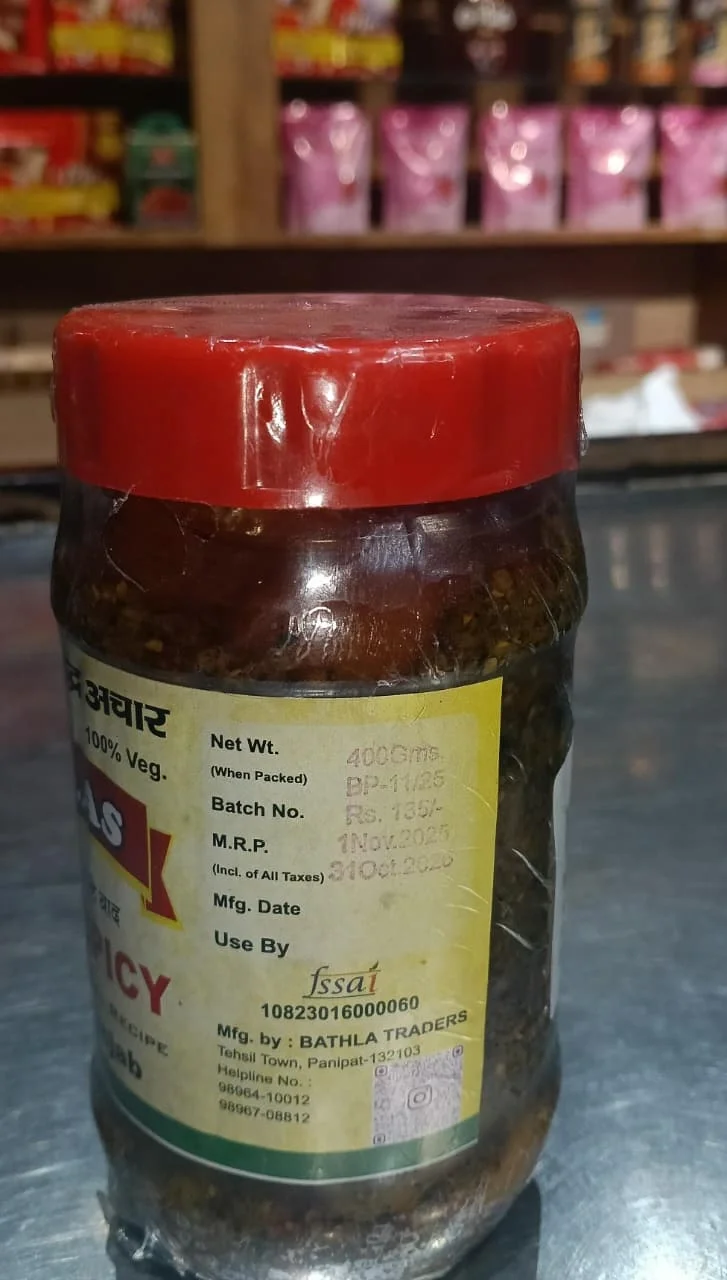 अचार
100% Veg.
AS
ICY
RECIPE
Net Wt.
(When Packed)
Batch No.
M.R.P.
(Incl. of All Taxes)
Mfg. Date
Use By
400Gms.
BP-11/25
Rs. 135/-
1Nov.2025
31Oct.2026
fssai
10823016000060
Mfg. by : BATHLA TRADERS
Tehsil Town, Panipat-132103
Helpline No. :
98964-10012
98967-08812